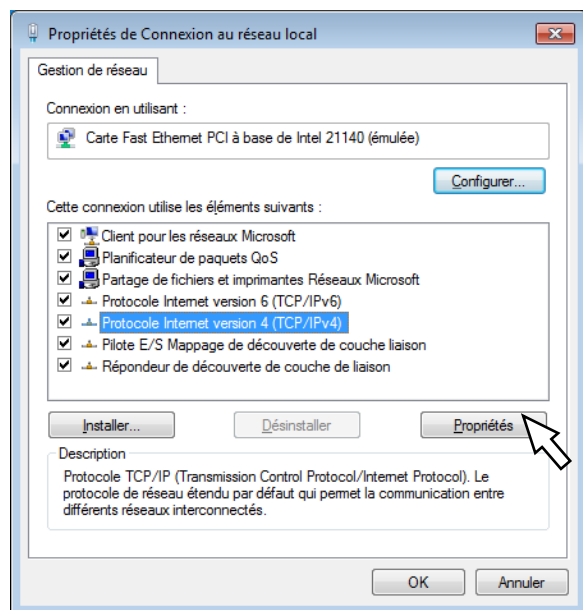 Propriétés de Connexion au réseau local
Gestion de réseau
Connexion en utilisant :
Carte Fast Ethernet PCI à base de Intel 21140 (émulée)
Configurer...
Cette connexion utilise les éléments suivants :
Client pour les réseaux Microsoft
Planificateur de paquets QoS
Partage de fichiers et imprimantes Réseaux Microsoft
Protocole Internet version 6 (TCP/IPv6)
Protocole Internet version 4 (TCP/IPv4)
Pilote E/S Mappage de découverte de couche liaison
Répondeur de découverte de couche de liaison
Installer...
Désinstaller
Propriétés
Description
Protocole TCP/IP (Transmission Control Protocol/Internet Protocol). Le
protocole de réseau étendu par défaut qui permet la communication entre
différents réseaux interconnectés.
OK
Annuler